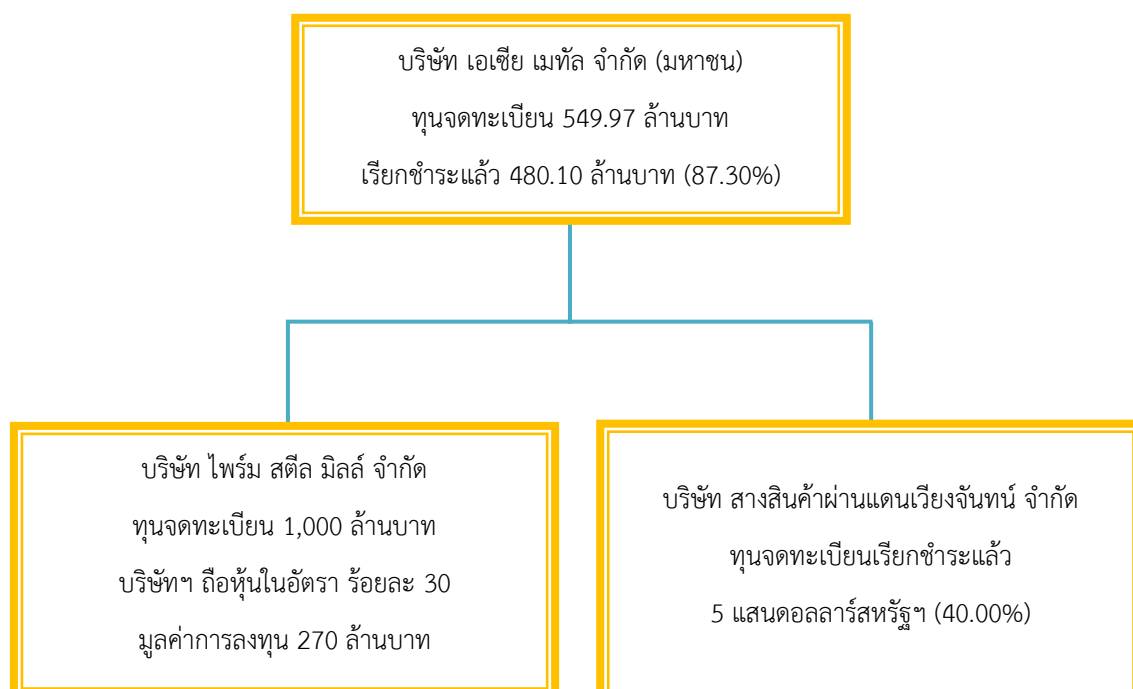 บริษัท เอเซีย เมทัล จำกัด (มหาชน)
ทุนจดทะเบียน 549.97 ล้านบาท
เรียกชำระแล้ว 480.10 ล้านบาท (87.30%)
บริษัท ไพร์ม สตีล มิลล์ จำกัด
ทุนจดทะเบียน 1,000 ล้านบาท
บริษัทฯ ถือหุ้นในอัตรา ร้อยละ 30
มูลค่าการลงทุน 270 ล้านบาท
บริษัท สางสินค้าผ่านแดนเวียงจันทน์ จำกัด
ทุนจดทะเบียนเรียกชำระแล้ว
5 แสนดอลลาร์สหรัฐฯ (40.00%)